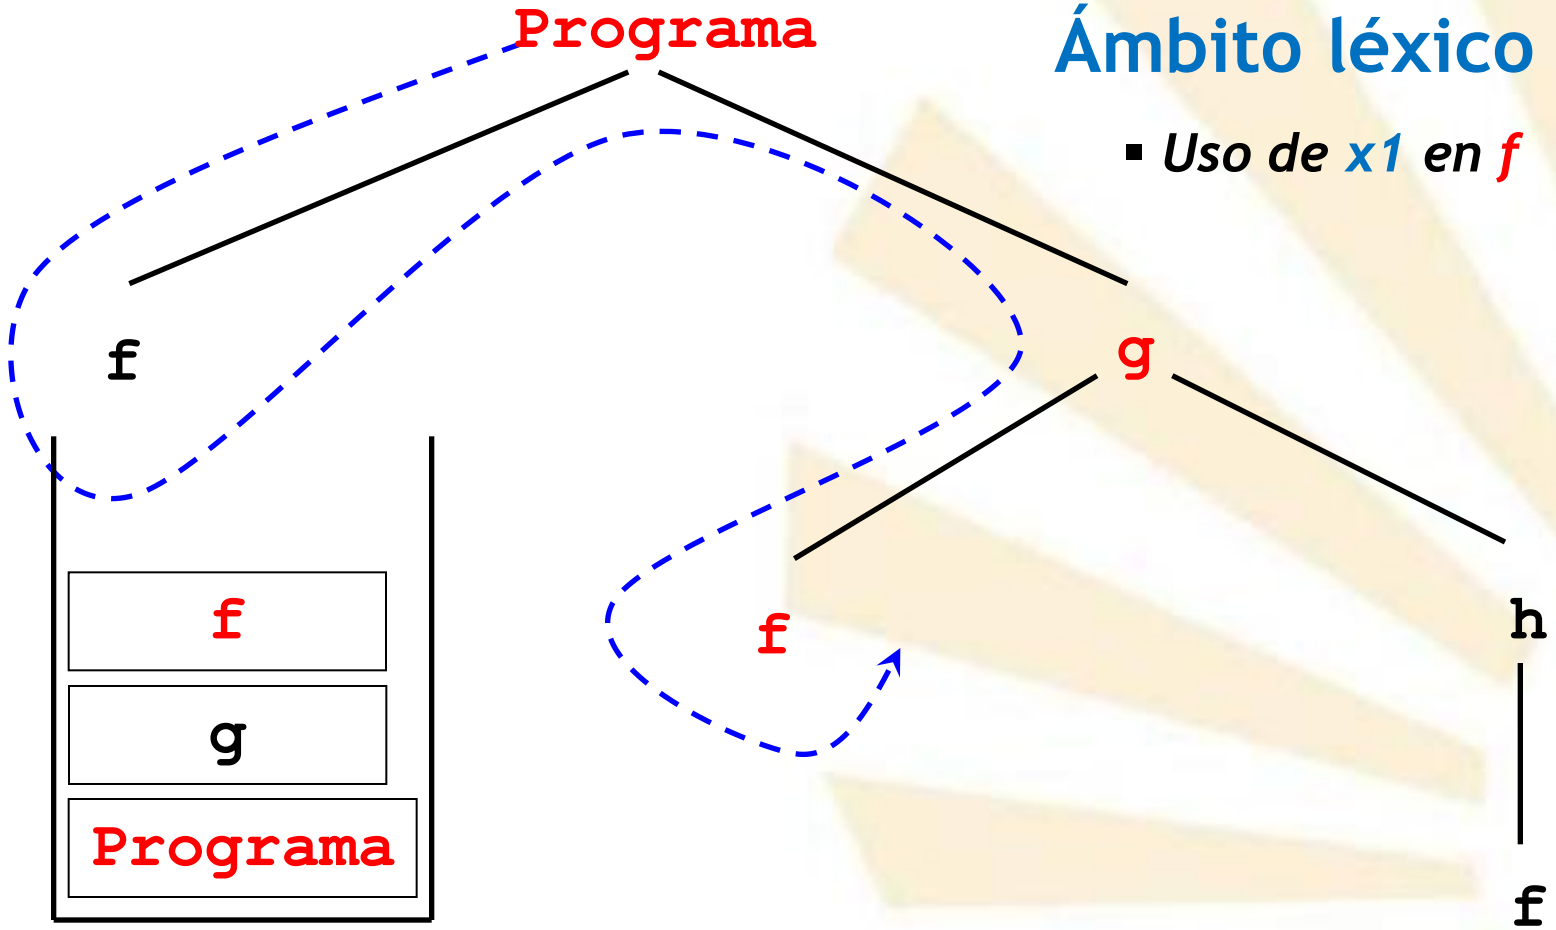 Programa
Ámbito léxico
▪ Uso de x1 en f
f
g
f
f
h
g
Programa
f